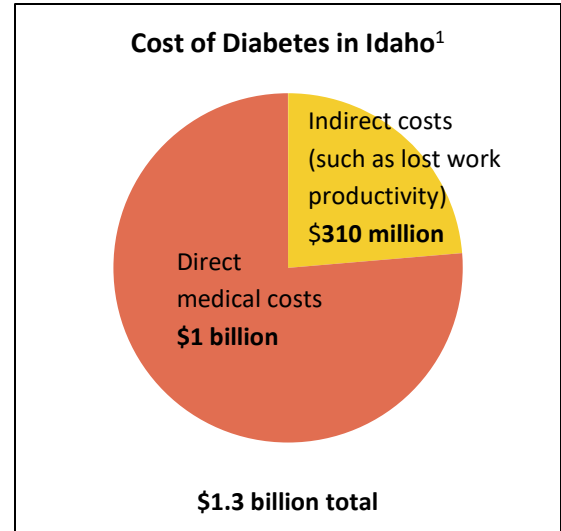 Cost of Diabetes in Idaho¹
Indirect costs
(such as lost work
productivity)
$310 million
Direct
medical costs
$1 billion
$1.3 billion total